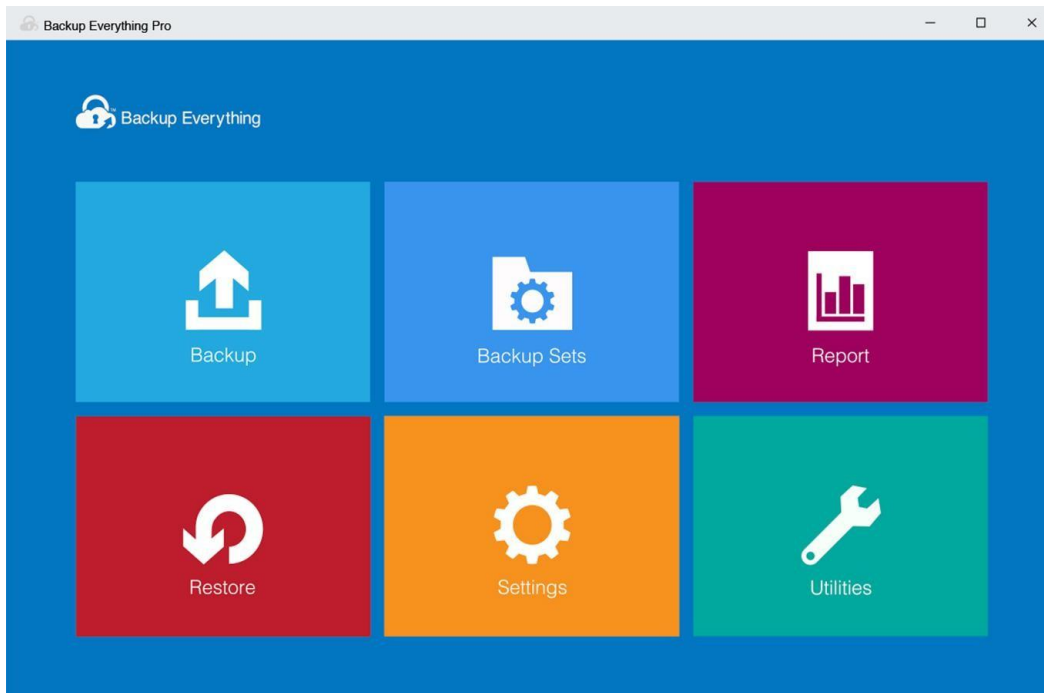 Backup Everything Pro
Backup Everything
Backup
Backup Sets
Report
Restore
Settings
Utilities